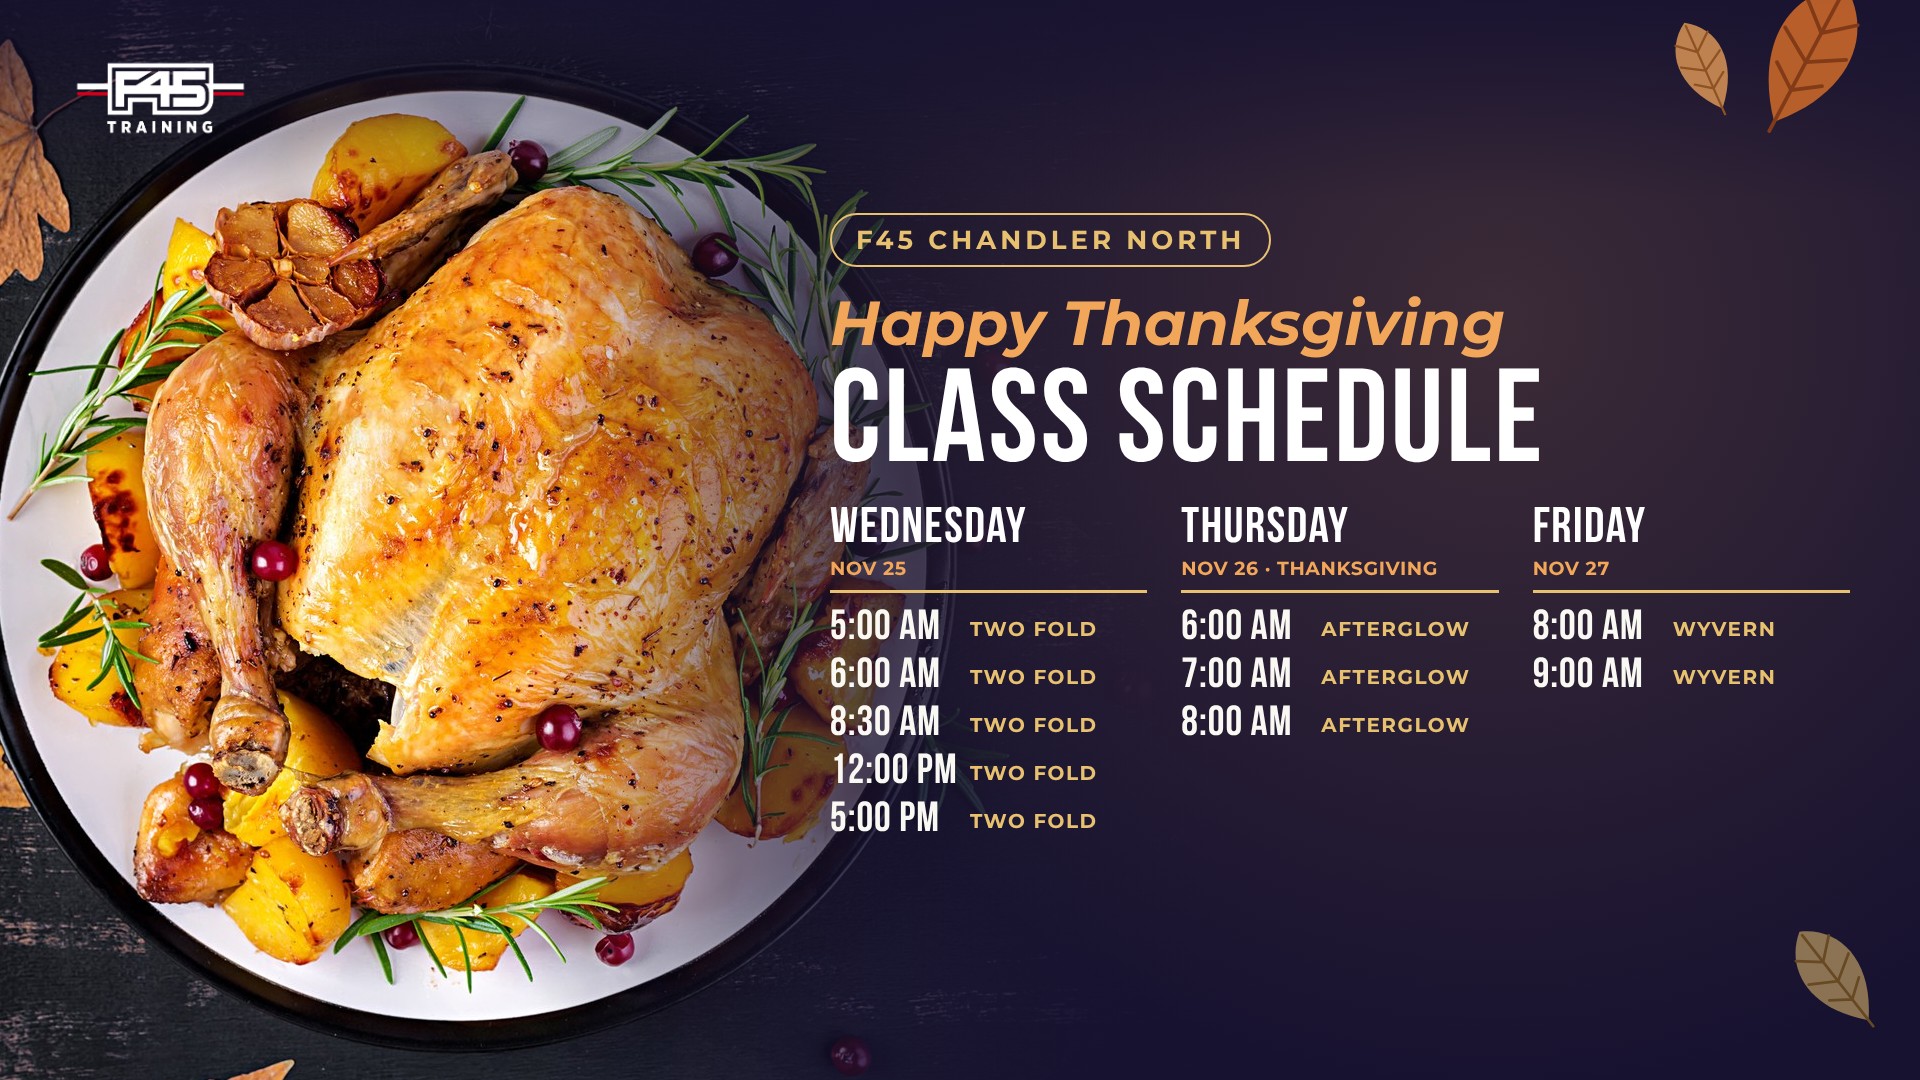 F45
TRAINING
F45 CHANDLER NORTH
Happy Thanksgiving
CLASS SCHEDULE
WEDNESDAY
NOV 25
5:00 AM TWO FOLD
6:00 AM TWO FOLD
8:30 AM TWO FOLD
12:00 PM TWO FOLD
5:00 PM TWO FOLD
THURSDAY
NOV 26 · THANKSGIVING
6:00 AM AFTERGLOW
7:00 AM AFTERGLOW
8:00 AM AFTERGLOW
FRIDAY
NOV 27
8:00 AM WYVERN
9:00 AM WYVERN